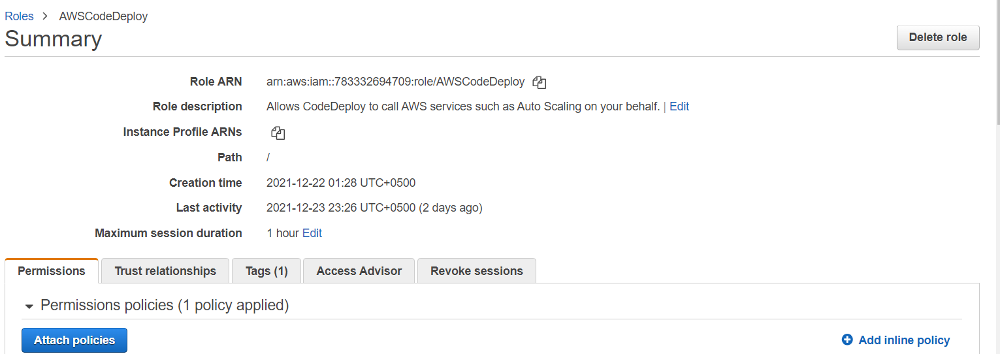 Roles > AWSCodeDeploy
Summary
Delete role
Role ARN arn:aws:iam::783332694709:role/AWSCodeDeploy
Role description Allows CodeDeploy to call AWS services such as Auto Scaling on your behalf. | Edit
Instance Profile ARNs
Path /
Creation time 2021-12-22 01:28 UTC+0500
Last activity 2021-12-23 23:26 UTC+0500 (2 days ago)
Maximum session duration 1 hour Edit
Permissions Trust relationships Tags (1) Access Advisor Revoke sessions
Permissions policies (1 policy applied)
Attach policies Add inline policy